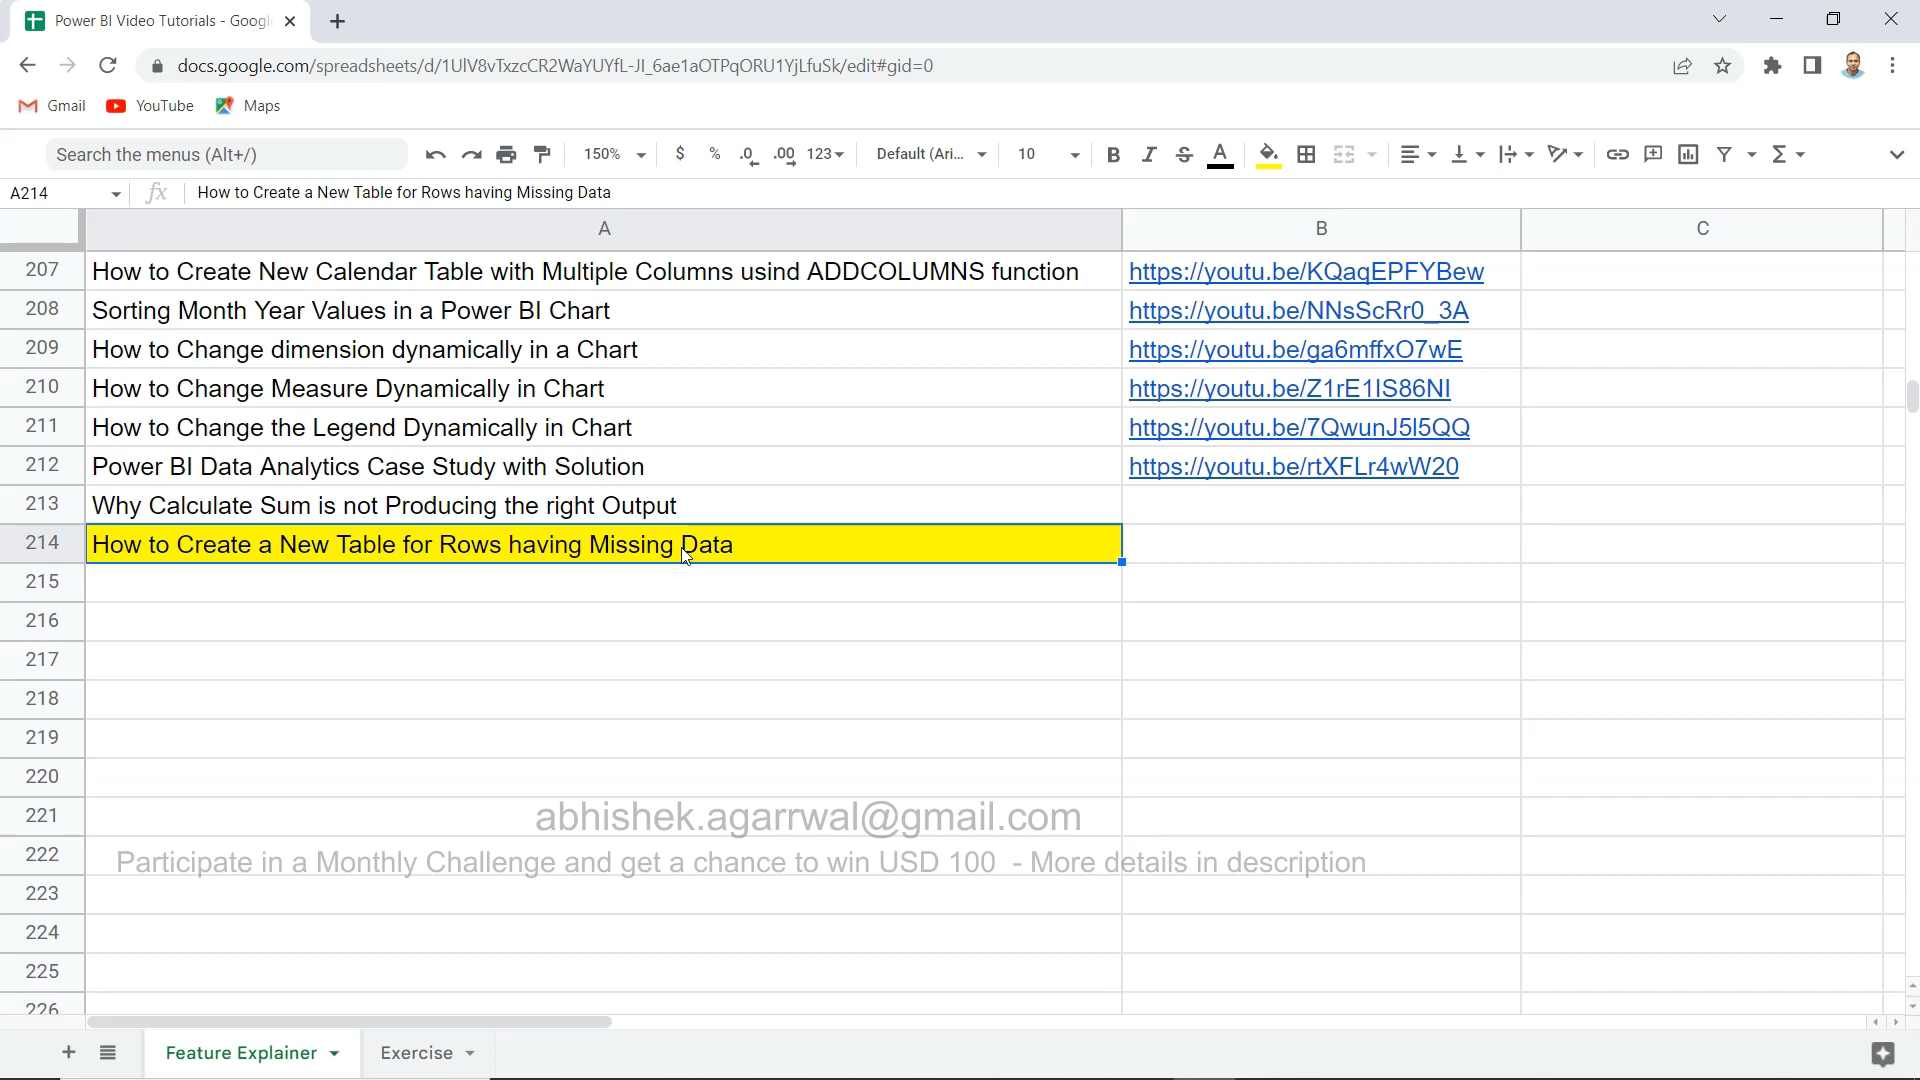 Power BI Video Tutorials - Googl
docs.google.com/spreadsheets/d/1UlV8vTxzcCR2WaYUYfL-Jl_6ae1aOTPqORU1YjLfuSk/edit#gid=0
Gmail YouTube Maps
Search the menus (Alt+/) 150% $ % .0 .00 123 Default (Ari... 10 B I S A
A214 fx How to Create a New Table for Rows having Missing Data
A B C
207 How to Create New Calendar Table with Multiple Columns usind ADDCOLUMNS function https://youtu.be/KQaqEPFYBew
208 Sorting Month Year Values in a Power BI Chart https://youtu.be/NNsScRr0_3A
209 How to Change dimension dynamically in a Chart https://youtu.be/ga6mffxO7wE
210 How to Change Measure Dynamically in Chart https://youtu.be/Z1rE1IS86NI
211 How to Change the Legend Dynamically in Chart https://youtu.be/7QwunJ5I5QQ
212 Power BI Data Analytics Case Study with Solution https://youtu.be/rtXFLr4wW20
213 Why Calculate Sum is not Producing the right Output
214 How to Create a New Table for Rows having Missing Data
215
216
217
218
219
220
221 abhishek.agarrwal@gmail.com
222 Participate in a Monthly Challenge and get a chance to win USD 100 - More details in description
223
224
225
226
Feature Explainer Exercise